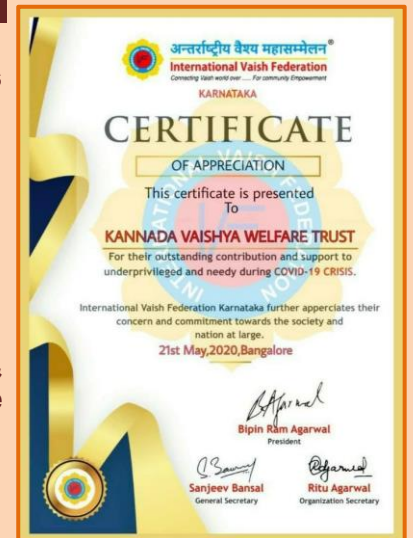 अन्तर्राष्ट्रीय वैश्य महासम्मेलन®
International Vaish Federation
Connecting Vaish world over ..... For community Empowerment
KARNATAKA
CERTIFICATE
OF APPRECIATION
This certificate is presented
To
KANNADA VAISHYA WELFARE TRUST
For their outstanding contribution and support to
underprivileged and needy during COVID-19 CRISIS.
International Vaish Federation Karnataka further apperciates their
concern and commitment towards the society and
nation at large.
21st May,2020,Bangalore
Bipin Ram Agarwal
President
Sanjeev Bansal
General Secretary
Ritu Agarwal
Organization Secretary
INTERNATIONAL VAISH FEDERATION